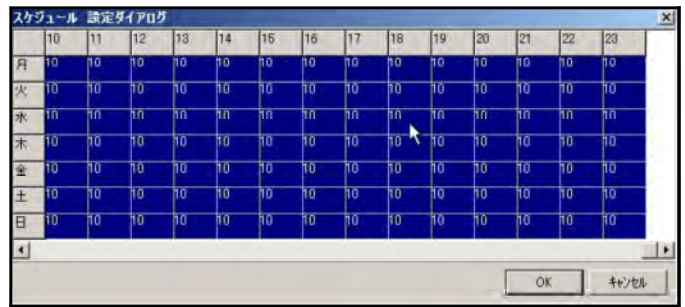 スケジュール 設定ダイアログ
10 11 12 13 14 15 16 17 18 19 20 21 22 23
月 10 10 10 10 10 10 10 10 10 10 10 10 10 10
火 10 10 10 10 10 10 10 10 10 10 10 10 10 10
水 10 10 10 10 10 10 10 10 10 10 10 10 10 10
木 10 10 10 10 10 10 10 10 10 10 10 10 10 10
金 10 10 10 10 10 10 10 10 10 10 10 10 10 10
土 10 10 10 10 10 10 10 10 10 10 10 10 10 10
日 10 10 10 10 10 10 10 10 10 10 10 10 10 10
OK キャンセル